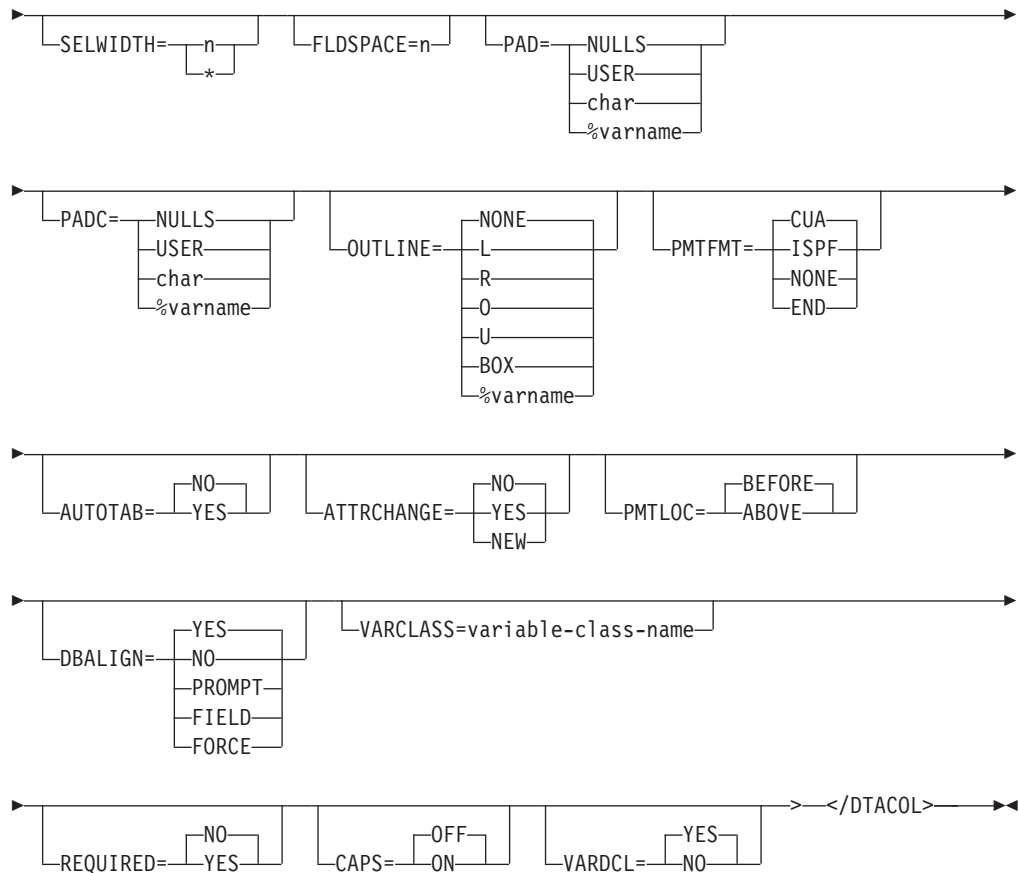 SELWIDTH= n FLDSPACE=n PAD= NULLS
* USER
char
%varname
PADC= NULLS OUTLINE= NONE PMTFMT= CUA
USER L ISPF
char R NONE
%varname O END
U
BOX
%varname
AUTOTAB= NO ATTRCHANGE= NO PMTLOC= BEFORE
YES YES ABOVE
NEW
DBALIGN= YES VARCLASS=variable-class-name
NO
PROMPT
FIELD
FORCE
REQUIRED= NO CAPS= OFF VARDCL= YES > </DTACOL>
YES ON NO